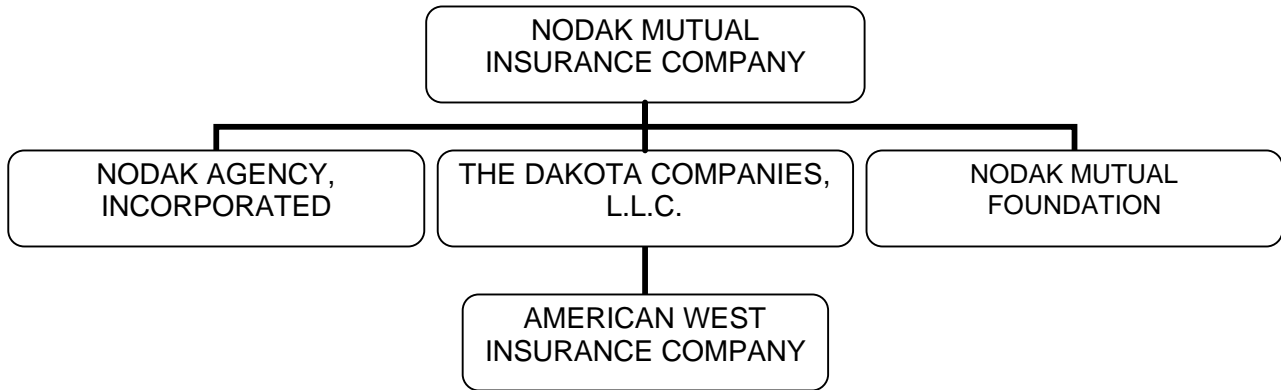 NODAK MUTUAL
INSURANCE COMPANY
NODAK AGENCY,
INCORPORATED
THE DAKOTA COMPANIES,
L.L.C.
NODAK MUTUAL
FOUNDATION
AMERICAN WEST
INSURANCE COMPANY